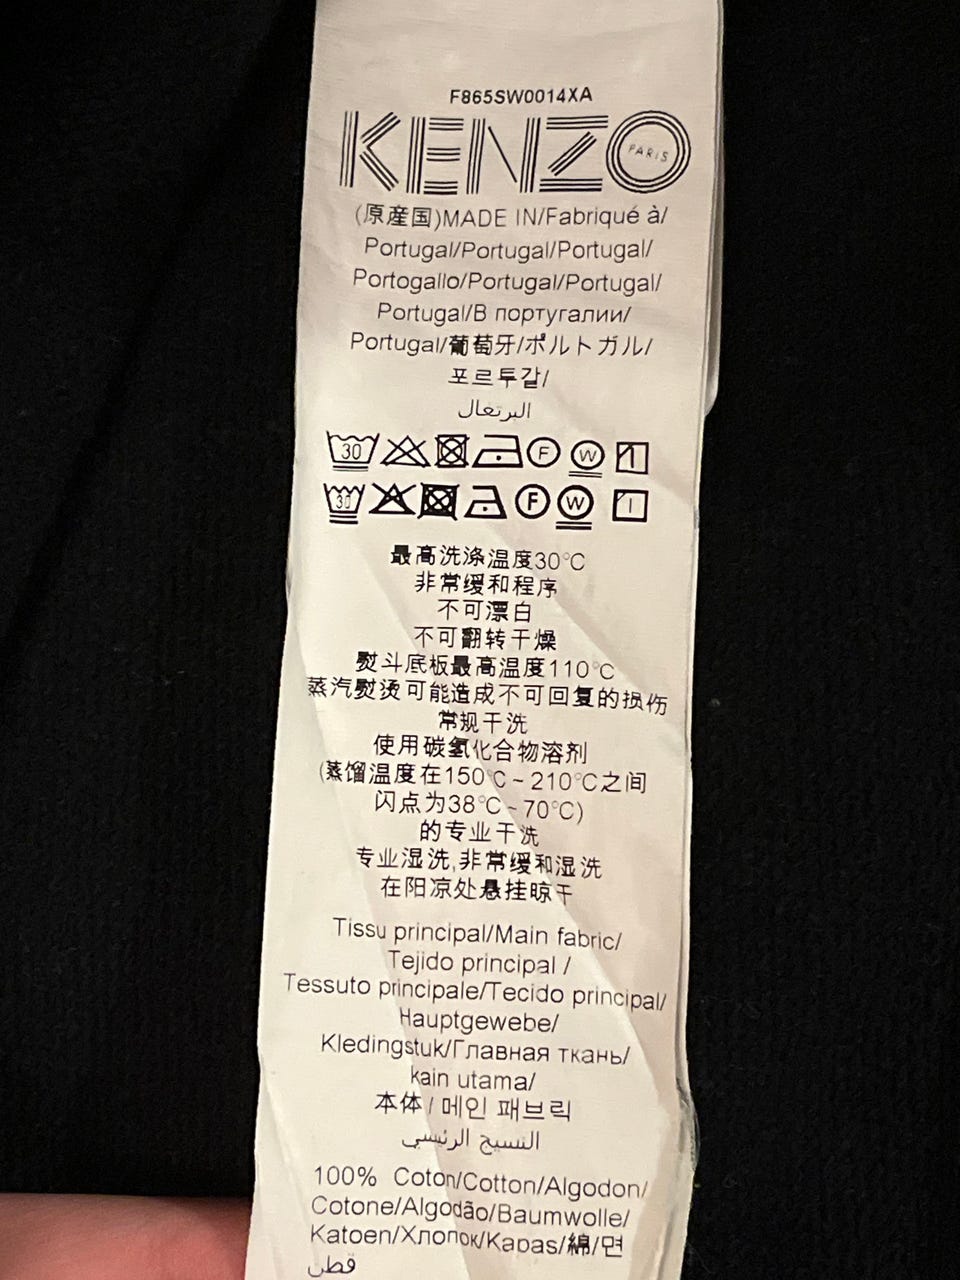 F865SW0014XA
KENZO PARIS
(原産国)MADE IN/Fabriqué à/
Portugal/Portugal/Portugal/
Portogallo/Portugal/Portugal/
Portugal/В португалии/
Portugal/葡萄牙/ポルトガル/
포르투갈/
البرتغال
30 F W
30 F W
最高洗涤温度30°C
非常缓和程序
不可漂白
不可翻转干燥
熨斗底板最高温度110°C
蒸汽熨烫可能造成不可回复的损伤
常规干洗
使用碳氢化合物溶剂
(蒸馏温度在150°C~210°C之间
闪点为38°C~70°C)
的专业干洗
专业湿洗,非常缓和湿洗
在阳凉处悬挂晾干
Tissu principal/Main fabric/
Tejido principal /
Tessuto principale/Tecido principal/
Hauptgewebe/
Kledingstuk/Главная ткань/
kain utama/
本体/메인 패브릭
النسيج الرئسي
100% Coton/Cotton/Algodon/
Cotone/Algodão/Baumwolle/
Katoen/Хлопок/Kapas/綿/면
قطن